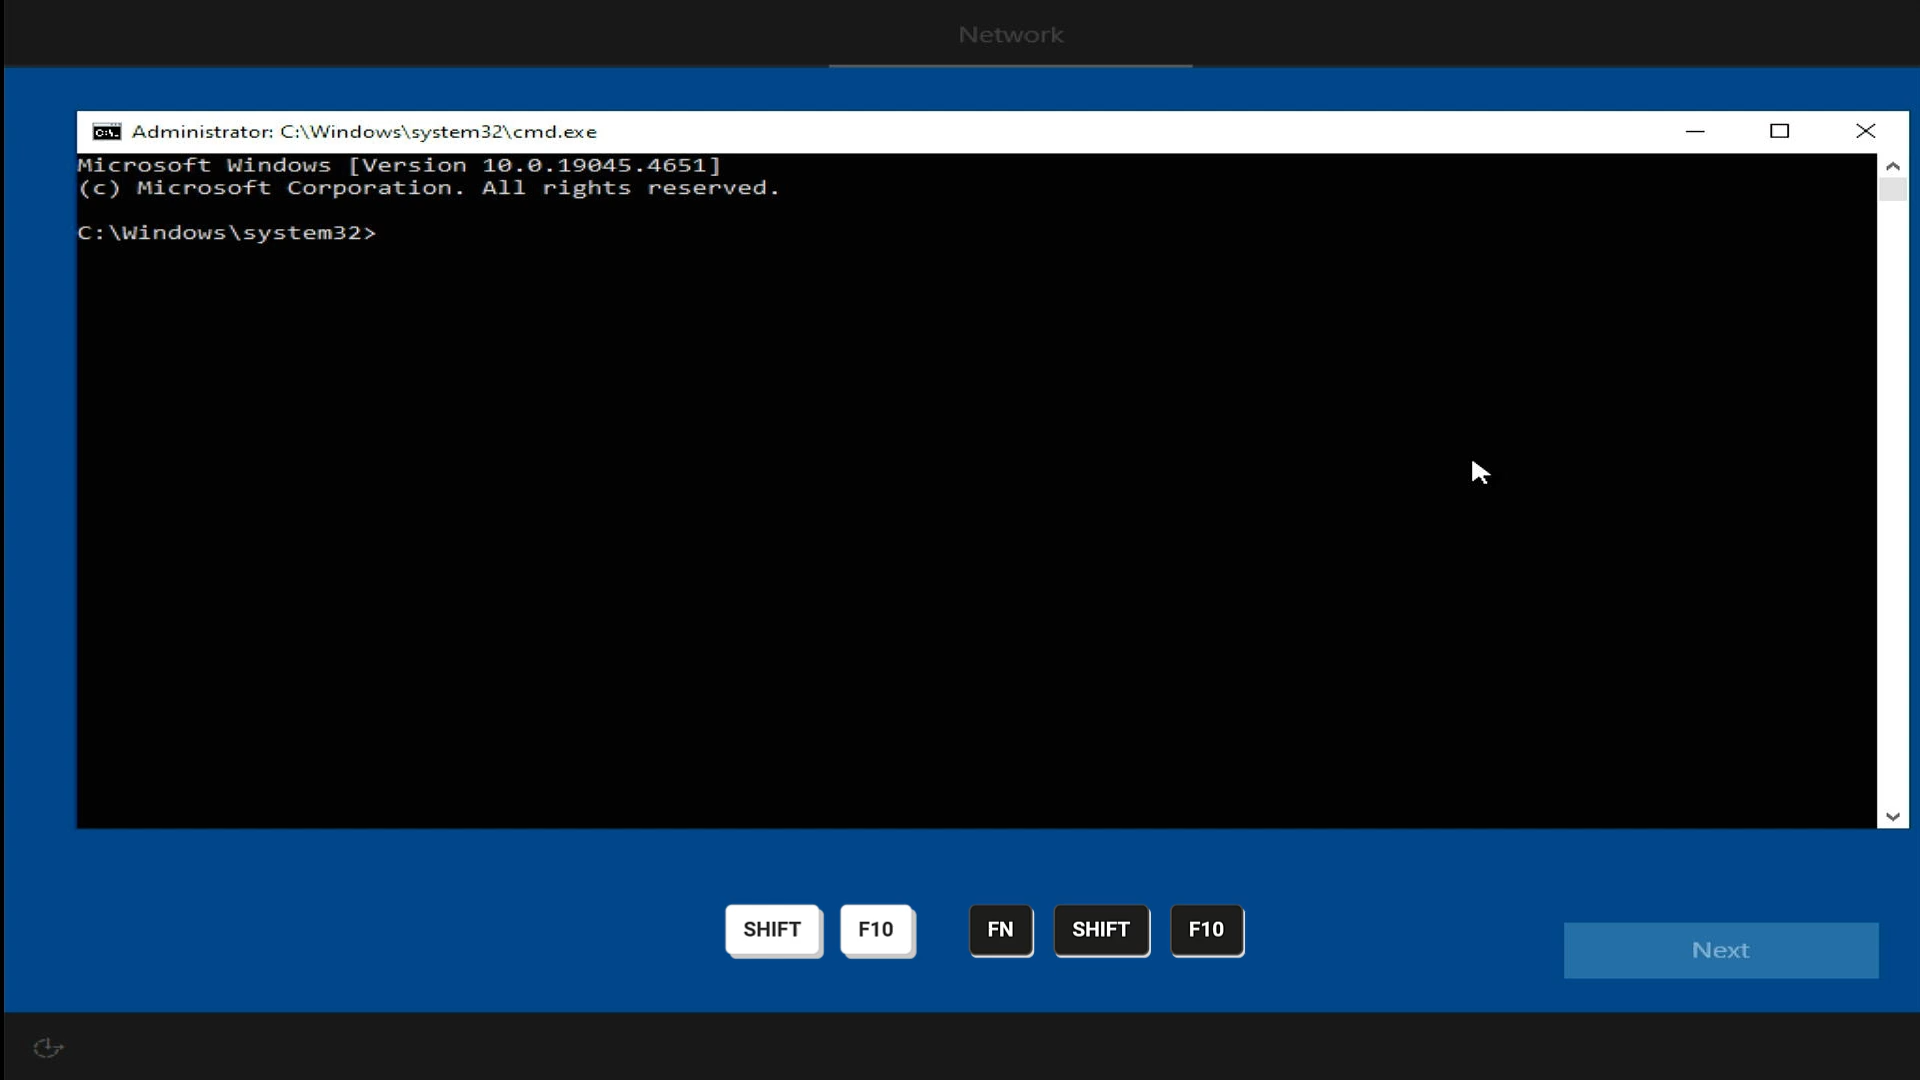 Network
Administrator: C:\Windows\system32\cmd.exe
Microsoft Windows [Version 10.0.19045.4651]
(c) Microsoft Corporation. All rights reserved.
C:\Windows\system32>
SHIFT F10 FN SHIFT F10
Next